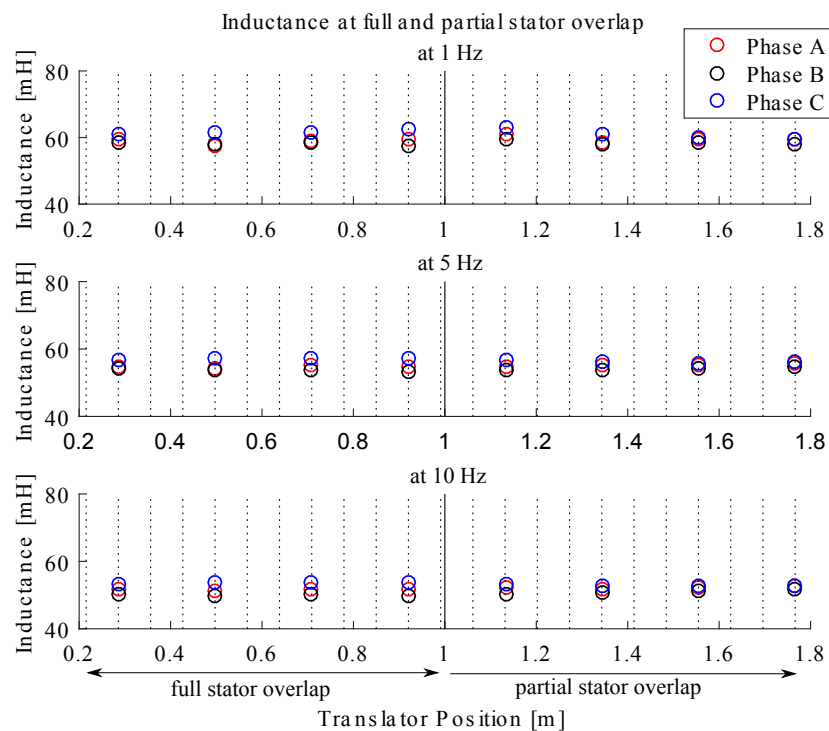 Inductance at full and partial stator overlap
at 1 Hz
Phase A
Phase B
Phase C
Inductance [mH]
80
60
40
0.2 0.4 0.6 0.8 1 1.2 1.4 1.6 1.8
at 5 Hz
Inductance [mH]
80
60
40
0.2 0.4 0.6 0.8 1 1.2 1.4 1.6 1.8
at 10 Hz
Inductance [mH]
80
60
40
0.2 0.4 0.6 0.8 1 1.2 1.4 1.6 1.8
full stator overlap partial stator overlap
Translator Position [m]